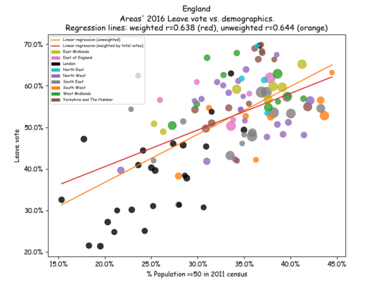 England
Areas' 2016 Leave vote vs. demographics.
Regression lines: weighted r=0.638 (red), unweighted r=0.644 (orange)
Linear regression (unweighted)
Linear regression (weighted by total votes)
East Midlands
East of England
London
North East
North West
South East
South West
West Midlands
Yorkshire and The Humber
Leave vote
70.0%
60.0%
50.0%
40.0%
30.0%
20.0%
15.0% 20.0% 25.0% 30.0% 35.0% 40.0% 45.0%
% Population >=50 in 2011 census